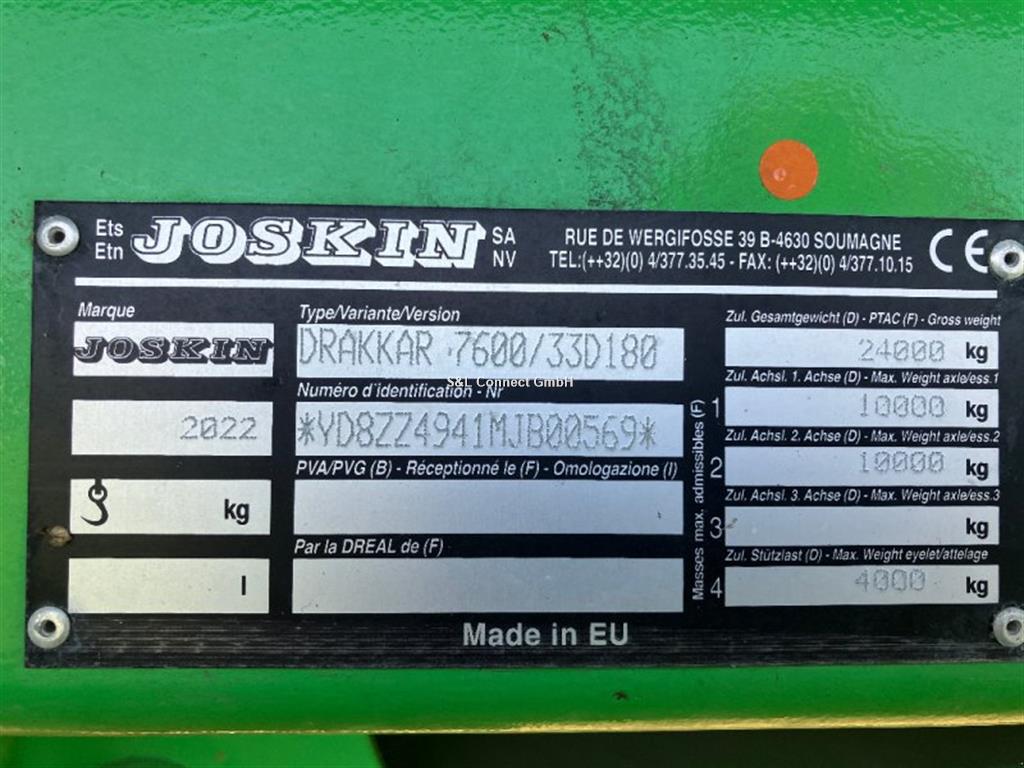 Ets
Etn
JOSKIN
SA
NV
RUE DE WERGIFOSSE 39 B-4630 SOUMAGNE
TEL:(++32)(0) 4/377.35.45 - FAX: (++32)(0) 4/377.10.15
CE
Marque
JOSKIN
2022
kg
l
Type/Variante/Version
DRAKKAR 7600/33D180
S&L Connect GmbH
Numéro d'identification - Nr
*YD8ZZ4941MJB00569*
PVA/PVG (B) - Réceptionné le (F) - Omologazione (I)
Par la DREAL de (F)
Masses max. admissibles (F)
Zul. Gesamtgewicht (D) - PTAC (F) - Gross weight
24000 kg
Zul. Achsl. 1. Achse (D) - Max. Weight axle/ess.1
1 10000 kg
Zul. Achsl. 2. Achse (D) - Max. Weight axle/ess.2
2 10000 kg
Zul. Achsl. 3. Achse (D) - Max. Weight axle/ess.3
3 kg
Zul. Stützlast (D) - Max. Weight eyelet/attelage
4 4000 kg
Made in EU